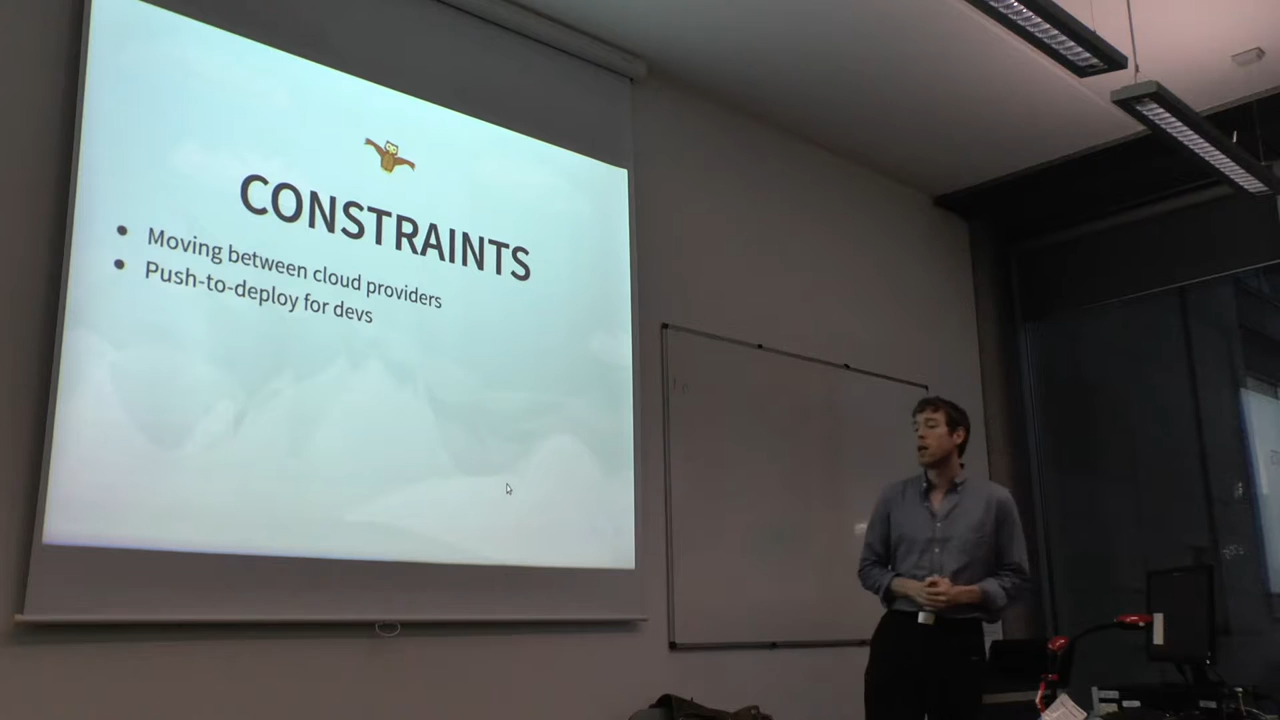 CONSTRAINTS
Moving between cloud providers
Push-to-deploy for devs